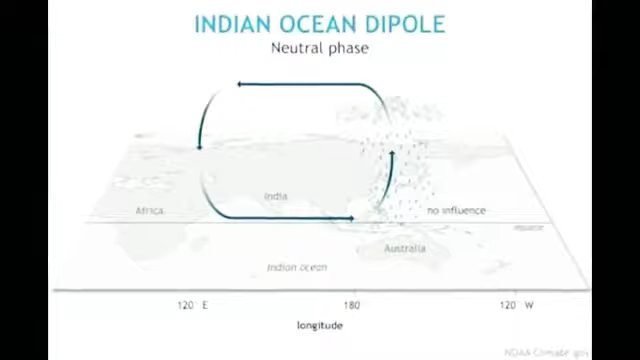 INDIAN OCEAN DIPOLE
Neutral phase
India
Africa
no influence
equator
Australia
Indian ocean
120° E
180
120° W
longitude
NOAA Climate.gov